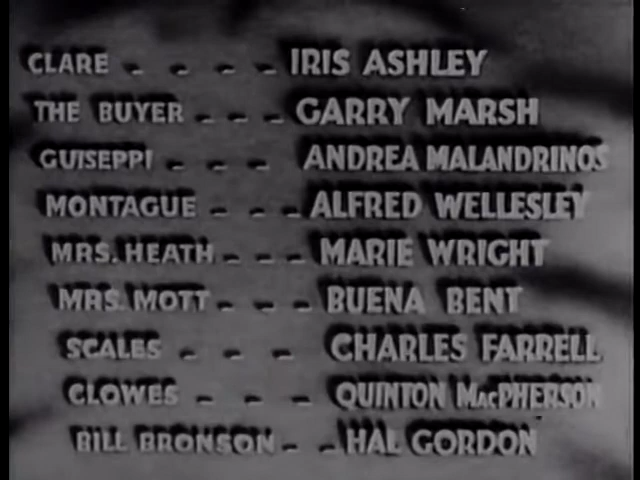 CLARE - - - - IRIS ASHLEY
THE BUYER - - - GARRY MARSH
GUISEPPI - - - ANDREA MALANDRINOS
MONTAGUE - - - ALFRED WELLESLEY
MRS. HEATH - - - MARIE WRIGHT
MRS. MOTT - - - BUENA BENT
SCALES - - - CHARLES FARRELL
CLOWES - - - QUINTON MACPHERSON
BILL BRONSON - - HAL GORDON